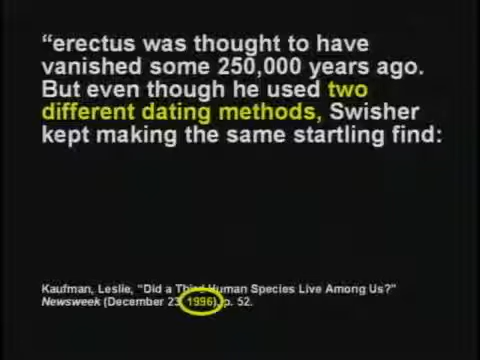 “erectus was thought to have
vanished some 250,000 years ago.
But even though he used two
different dating methods, Swisher
kept making the same startling find:
Kaufman, Leslie, "Did a Third Human Species Live Among Us?"
Newsweek (December 23, 1996), p. 52.